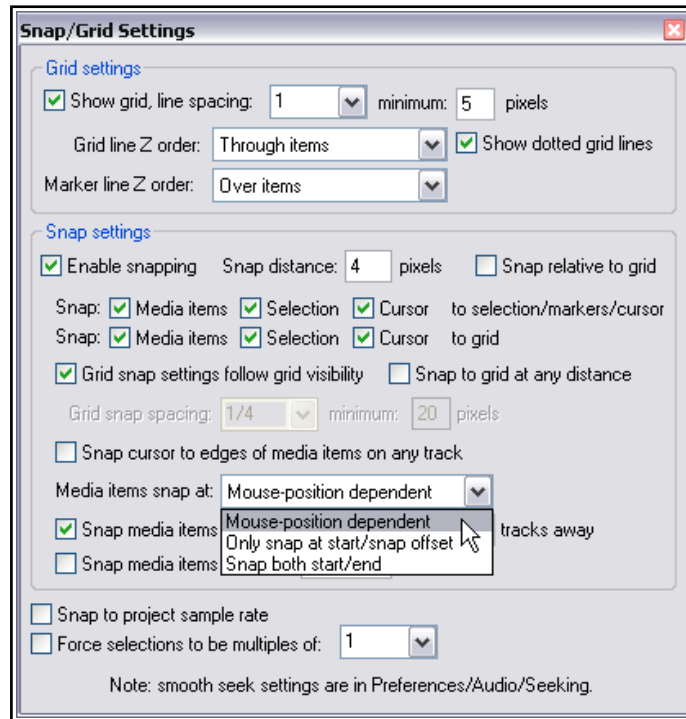 Snap/Grid Settings
Grid settings
Show grid, line spacing: 1 minimum: 5 pixels
Grid line Z order: Through items Show dotted grid lines
Marker line Z order: Over items
Snap settings
Enable snapping Snap distance: 4 pixels Snap relative to grid
Snap: Media items Selection Cursor to selection/markers/cursor
Snap: Media items Selection Cursor to grid
Grid snap settings follow grid visibility Snap to grid at any distance
Grid snap spacing: 1/4 minimum: 20 pixels
Snap cursor to edges of media items on any track
Media items snap at: Mouse-position dependent
Mouse-position dependent
Snap media items tracks away
Only snap at start/snap offset
Snap media items Snap both start/end
Snap to project sample rate
Force selections to be multiples of: 1
Note: smooth seek settings are in Preferences/Audio/Seeking.